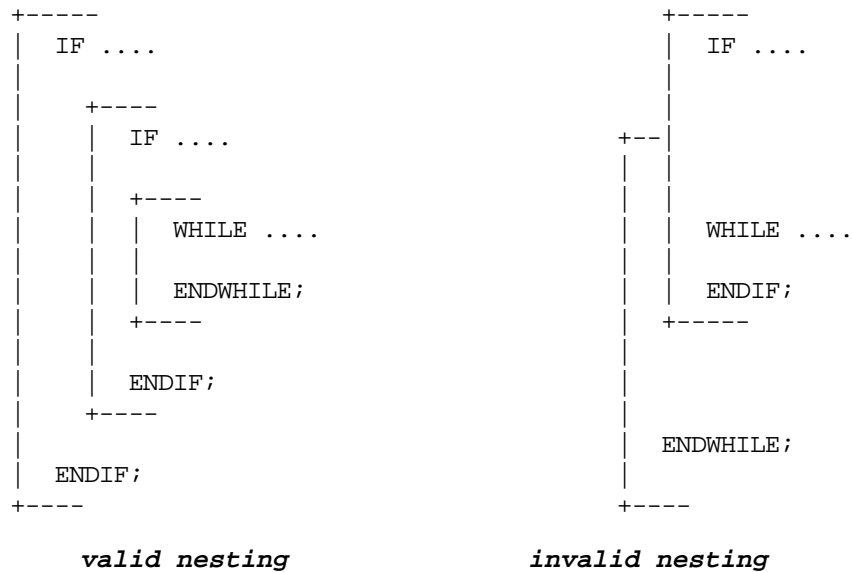 +----- +-----
| IF .... | IF ....
| |
| +---- |
| | IF .... +--|
| | | |
| | +---- | |
| | | WHILE .... | | WHILE ....
| | | | |
| | | ENDWHILE; | | ENDIF;
| | +---- | +-----
| | |
| | ENDIF; |
| +---- |
| | ENDWHILE;
| ENDIF; |
+---- +----
valid nesting invalid nesting